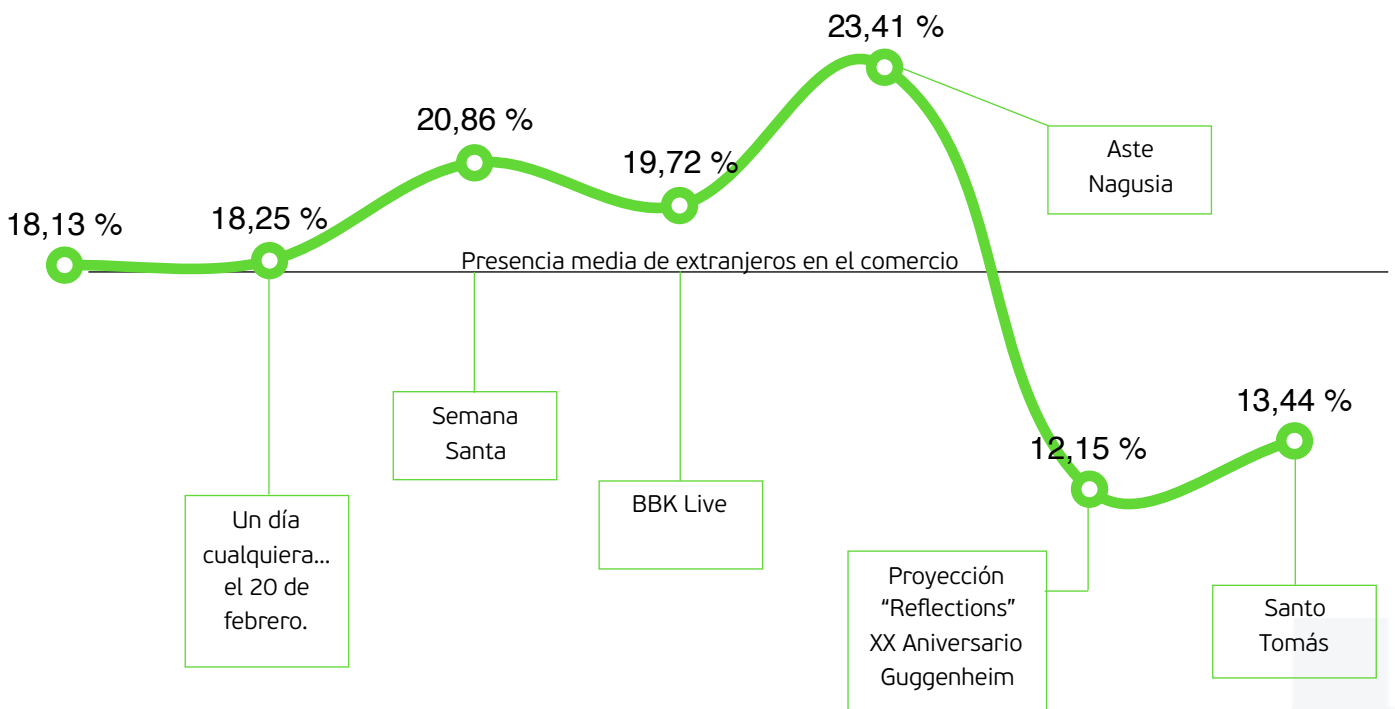 23,41 %
20,86 %
19,72 %
18,13 %
18,25 %
Aste
Nagusia
Presencia media de extranjeros en el comercio
Semana
Santa
BBK Live
Un día
cualquiera...
el 20 de
febrero.
12,15 %
13,44 %
Proyección
“Reflections”
XX Aniversario
Guggenheim
Santo
Tomás